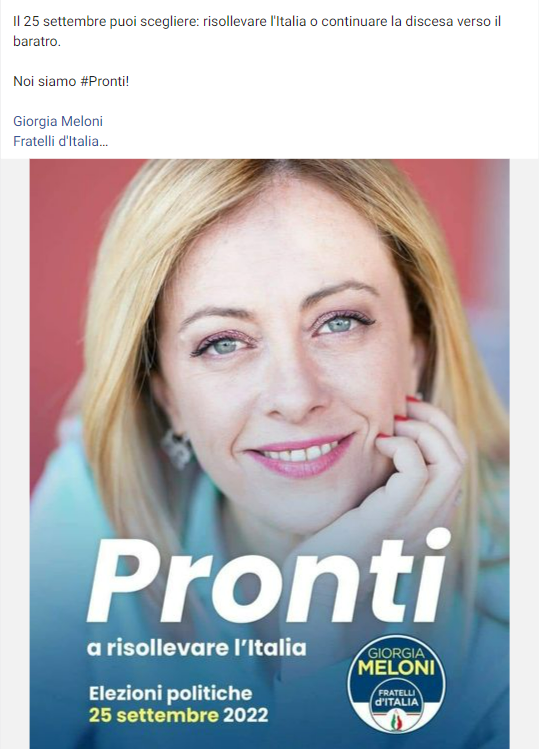 Il 25 settembre puoi scegliere: risollevare l'Italia o continuare la discesa verso il
baratro.
Noi siamo #Pronti!
Giorgia Meloni
Fratelli d'Italia...
Pronti
a risollevare l'Italia
Elezioni politiche
25 settembre 2022
GIORGIA
MELONI
FRATELLI
d'ITALIA